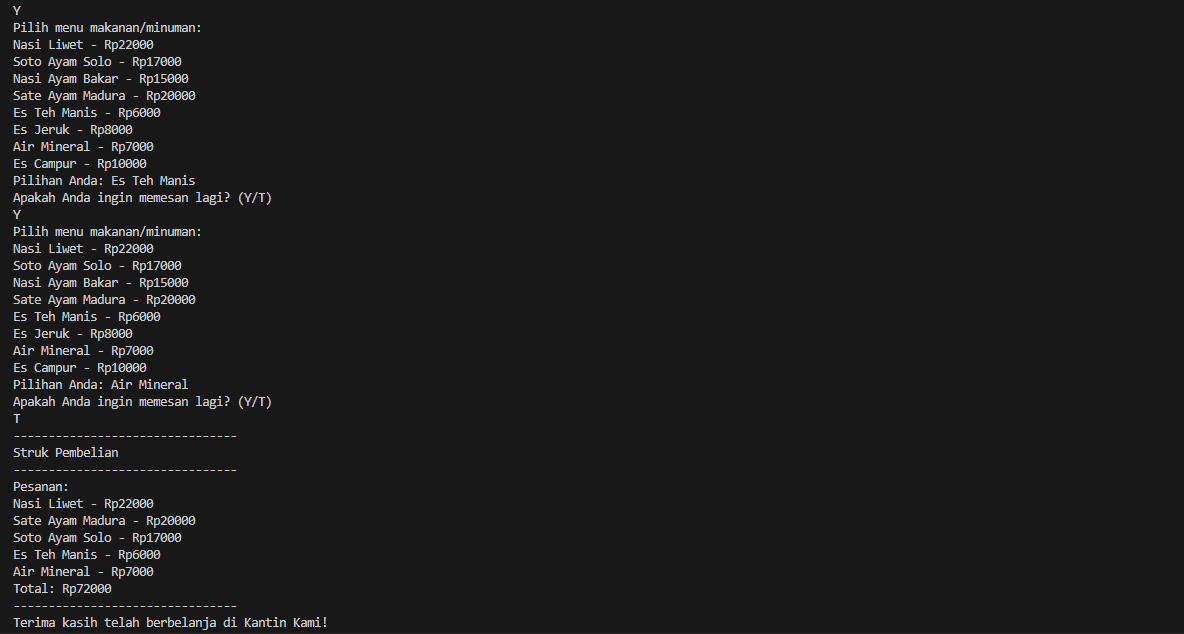 Y
Pilih menu makanan/minuman:
Nasi Liwet - Rp22000
Soto Ayam Solo - Rp17000
Nasi Ayam Bakar - Rp15000
Sate Ayam Madura - Rp20000
Es Teh Manis - Rp6000
Es Jeruk - Rp8000
Air Mineral - Rp7000
Es Campur - Rp10000
Pilihan Anda: Es Teh Manis
Apakah Anda ingin memesan lagi? (Y/T)
Y
Pilih menu makanan/minuman:
Nasi Liwet - Rp22000
Soto Ayam Solo - Rp17000
Nasi Ayam Bakar - Rp15000
Sate Ayam Madura - Rp20000
Es Teh Manis - Rp6000
Es Jeruk - Rp8000
Air Mineral - Rp7000
Es Campur - Rp10000
Pilihan Anda: Air Mineral
Apakah Anda ingin memesan lagi? (Y/T)
T
--------------------------------
Struk Pembelian
--------------------------------
Pesanan:
Nasi Liwet - Rp22000
Sate Ayam Madura - Rp20000
Soto Ayam Solo - Rp17000
Es Teh Manis - Rp6000
Air Mineral - Rp7000
Total: Rp72000
--------------------------------
Terima kasih telah berbelanja di Kantin Kami!